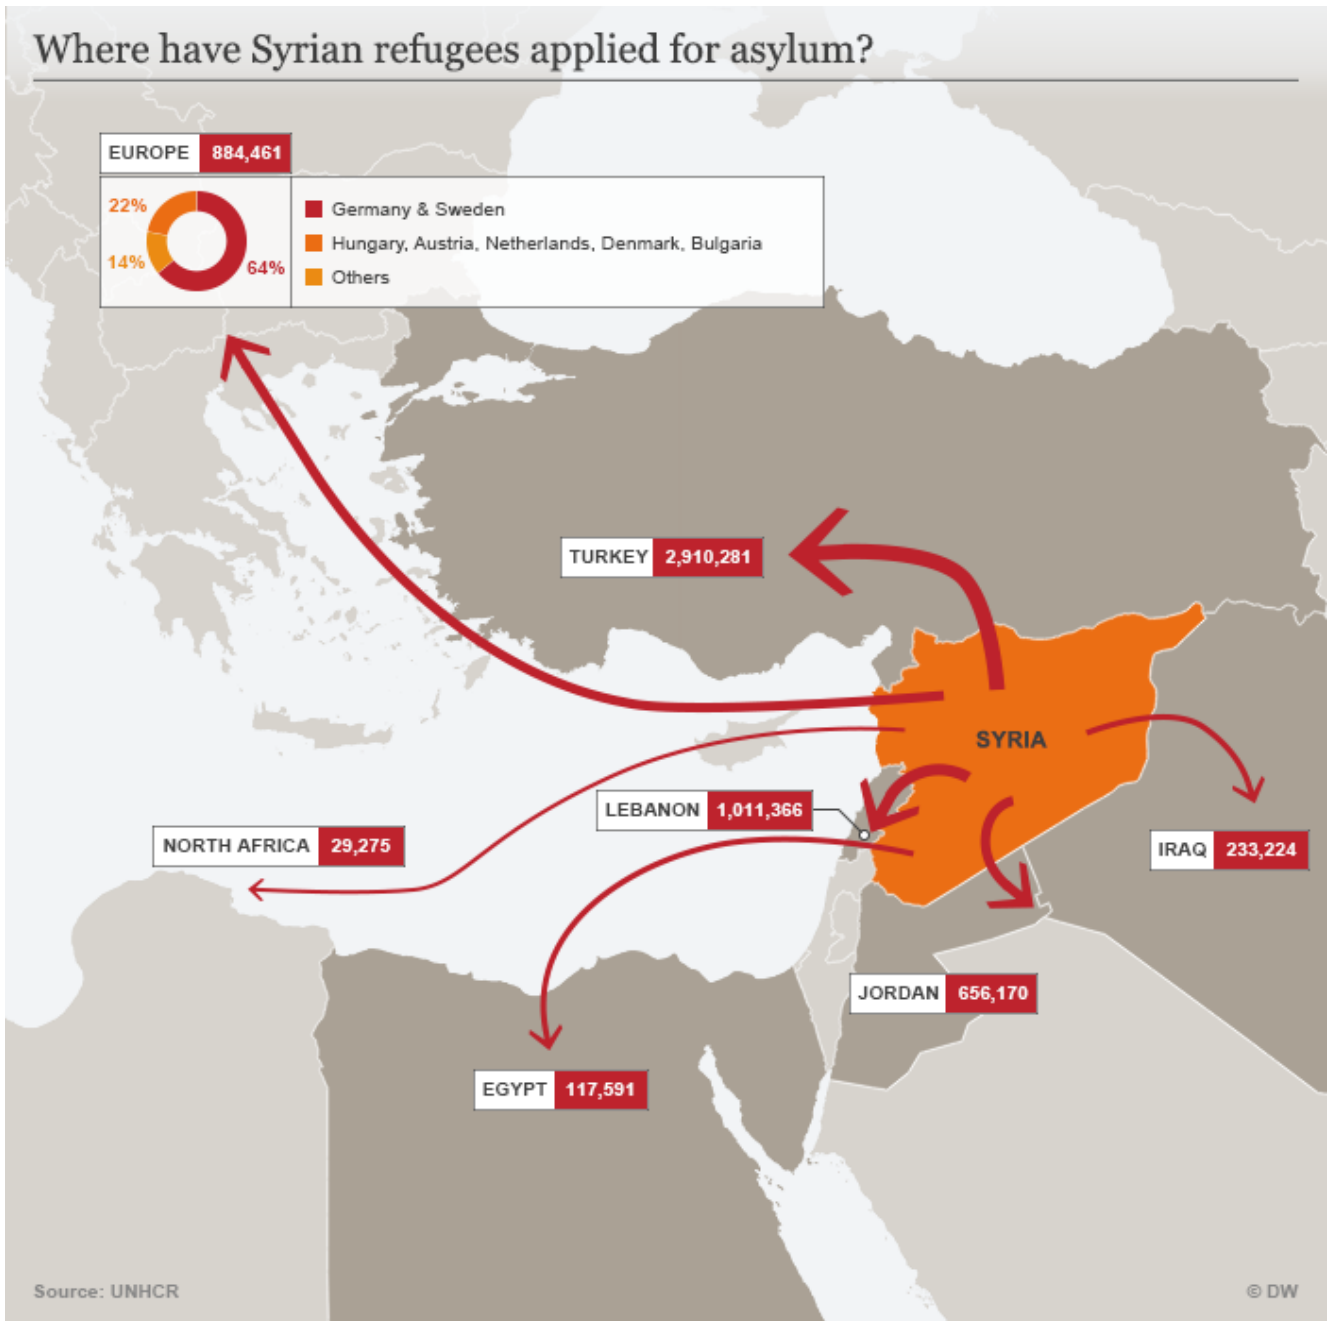 Where have Syrian refugees applied for asylum?
EUROPE 884,461
22%
14%
64%
Germany & Sweden
Hungary, Austria, Netherlands, Denmark, Bulgaria
Others
TURKEY 2,910,281
SYRIA
LEBANON 1,011,366
NORTH AFRICA 29,275
IRAQ 233,224
JORDAN 656,170
EGYPT 117,591
Source: UNHCR
© DW